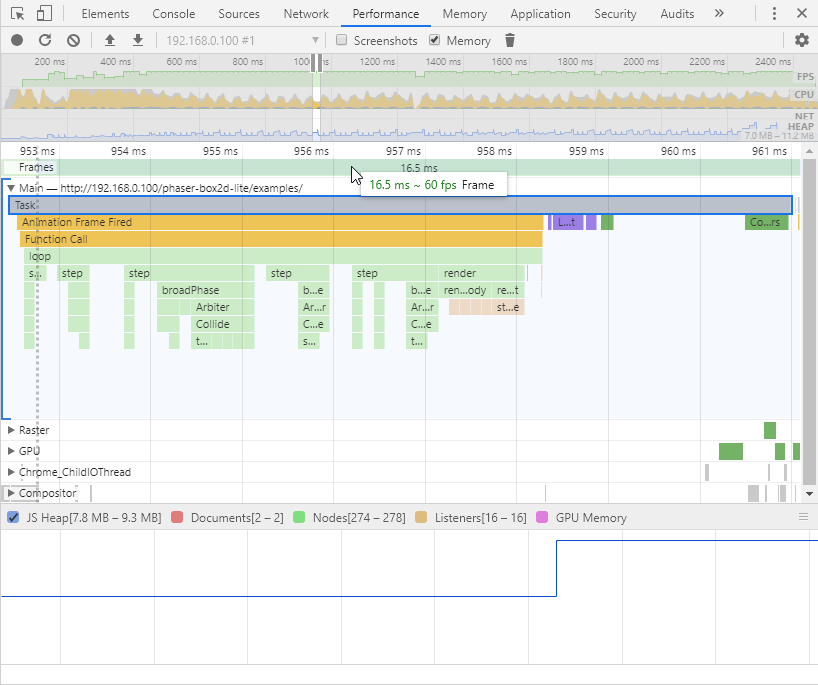 Elements Console Sources Network Performance Memory Application Security Audits »
192.168.0.100 #1 Screenshots Memory
200 ms 400 ms 600 ms 800 ms 1400 ms 1600 ms 1800 ms 2000 ms 2200 ms 2400 ms
FPS
CPU
NET
HEAP
7.0 MB – 11.2 MB
953 ms 954 ms 955 ms 956 ms 957 ms 958 ms 959 ms 960 ms 961 ms
Frames 16.5 ms
16.5 ms ~ 60 fps Frame
Main — http://192.168.0.100/phaser-box2d-lite/examples/
Task
Animation Frame Fired L...t Co...rs
Function Call
loop
s... step step step step render
broadPhase b...e b...e ren...ody re...t
Arbiter Ar...r Ar...r st...e
Collide C...e C...e
t... s... t...
Raster
GPU
Chrome_ChildIOThread
Compositor
JS Heap[7.8 MB – 9.3 MB] Documents[2 – 2] Nodes[274 – 278] Listeners[16 – 16] GPU Memory